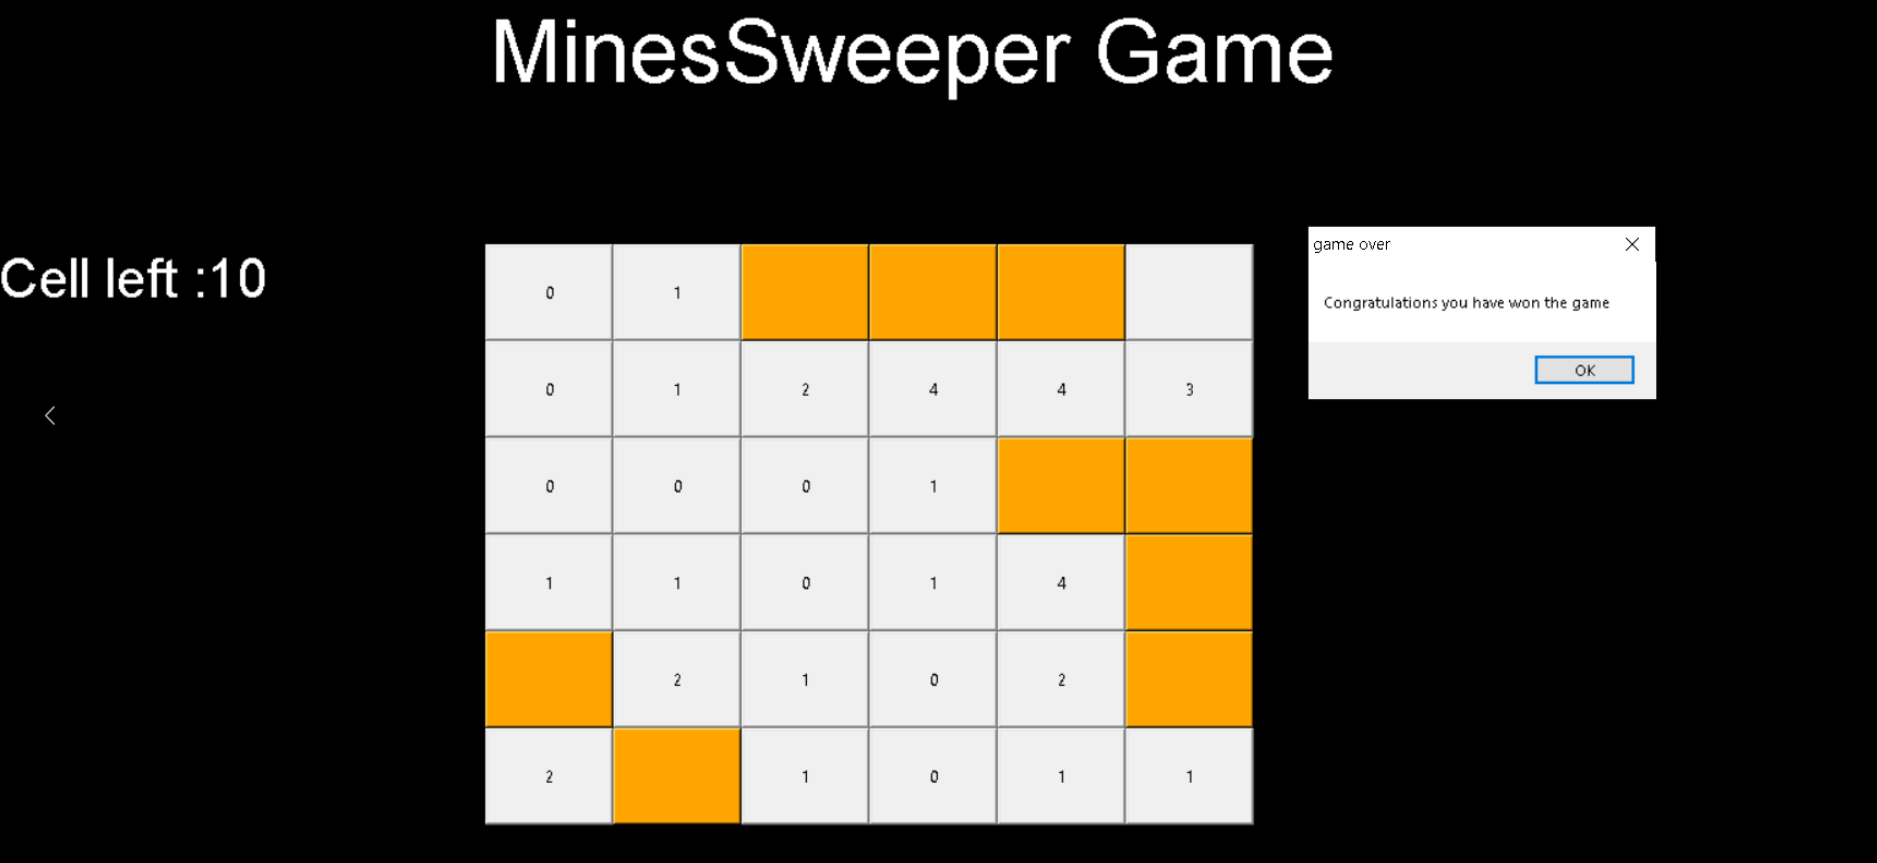 MinesSweeper Game
Cell left :10
game over
Congratulations you have won the game
OK
0 1
0 1 2 4 4 3
0 0 0 1
1 1 0 1 4
2 1 0 2
2 1 0 1 1